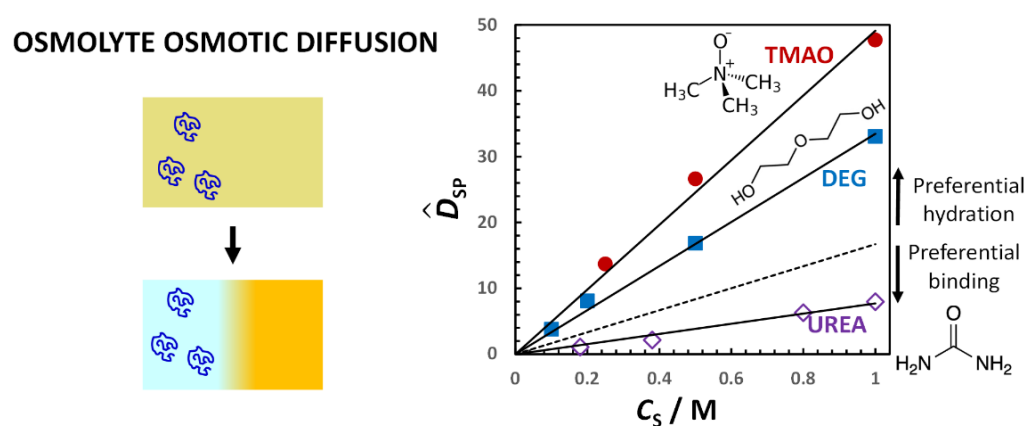 OSMOLYTE OSMOTIC DIFFUSION
D̂SP
50
40
30
20
10
0
0
0.2
0.4
0.6
0.8
1
CS / M
TMAO
O⁻
N⁺
H₃C
CH₃
CH₃
DEG
HO
O
OH
Preferential
hydration
Preferential
binding
UREA
O
H₂N
NH₂